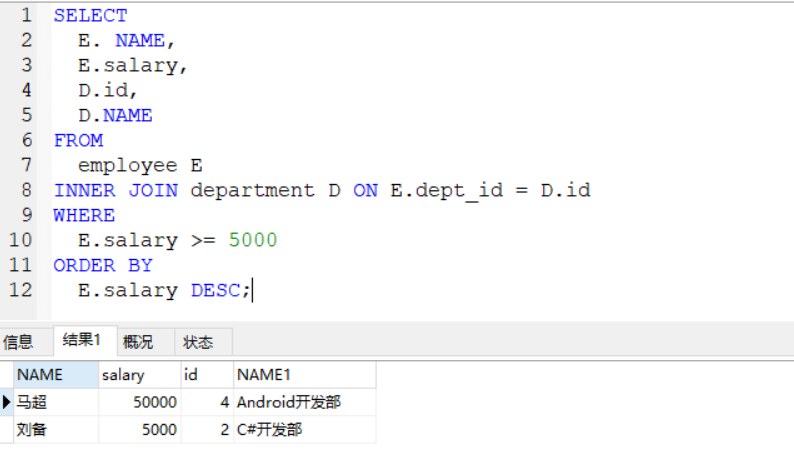 1 SELECT
2 E. NAME,
3 E.salary,
4 D.id,
5 D.NAME
6 FROM
7 employee E
8 INNER JOIN department D ON E.dept_id = D.id
9 WHERE
10 E.salary >= 5000
11 ORDER BY
12 E.salary DESC;
信息 结果1 概况 状态
NAME salary id NAME1
马超 50000 4 Android开发部
刘备 5000 2 C#开发部